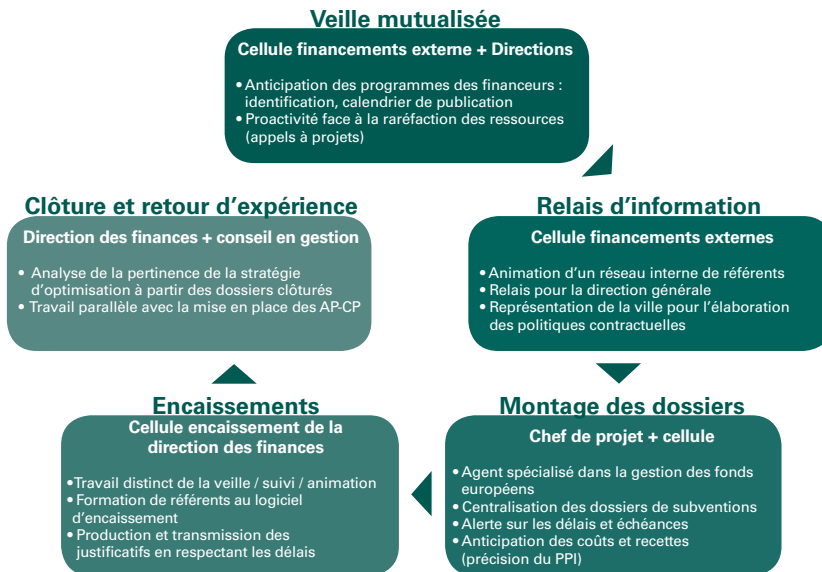 Veille mutualisée
Cellule financements externe + Directions
• Anticipation des programmes des financeurs :
identification, calendrier de publication
• Proactivité face à la raréfaction des ressources
(appels à projets)
Relais d'information
Cellule financements externes
• Animation d'un réseau interne de référents
• Relais pour la direction générale
• Représentation de la ville pour l'élaboration
des politiques contractuelles
Montage des dossiers
Chef de projet + cellule
• Agent spécialisé dans la gestion des fonds
européens
• Centralisation des dossiers de subventions
• Alerte sur les délais et échéances
• Anticipation des coûts et recettes
(précision du PPI)
Encaissements
Cellule encaissement de la
direction des finances
•Travail distinct de la veille / suivi / animation
• Formation de référents au logiciel
d'encaissement
• Production et transmission des
justificatifs en respectant les délais
Clôture et retour d'expérience
Direction des finances + conseil en gestion
• Analyse de la pertinence de la stratégie
d'optimisation à partir des dossiers clôturés
• Travail parallèle avec la mise en place des AP-CP